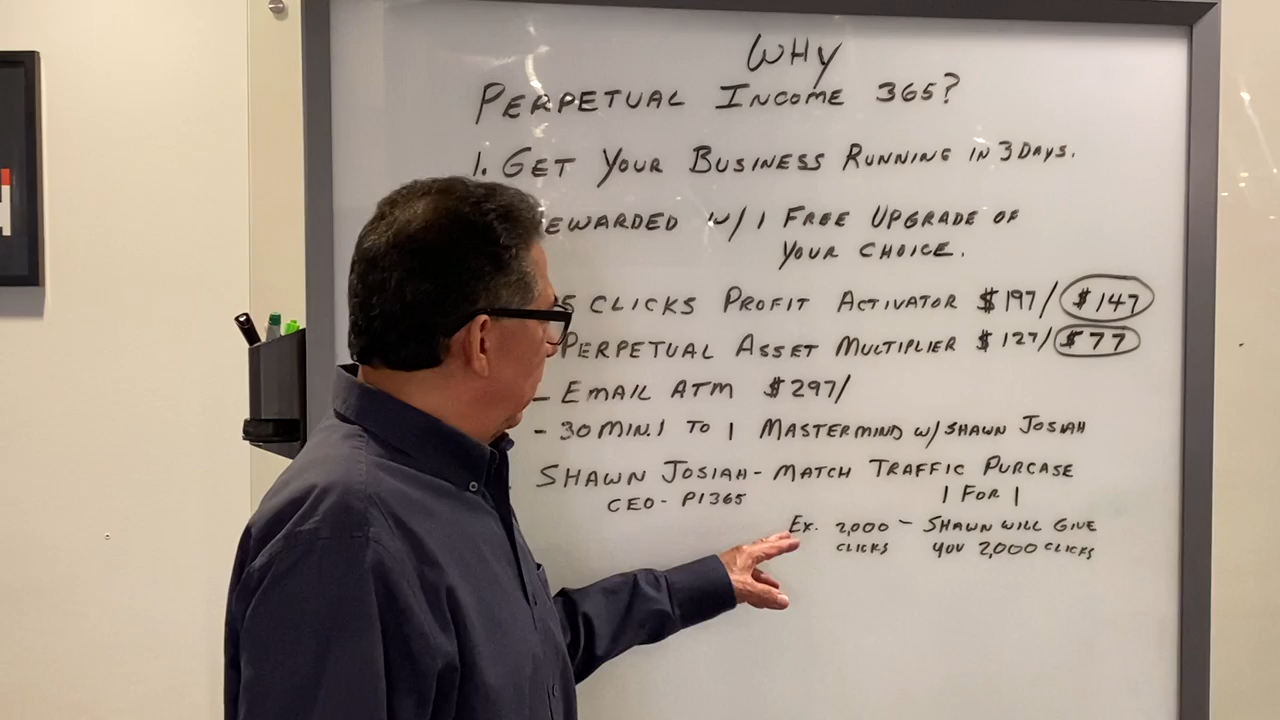 WHY
PERPETUAL INCOME 365?
1. GET YOUR BUSINESS RUNNING IN 3 DAYS.
EWARDED W/ 1 FREE UPGRADE OF
YOUR CHOICE.
5 CLICKS PROFIT ACTIVATOR $197/ $147
PERPETUAL ASSET MULTIPLIER $127/ $77
- EMAIL ATM $297/
- 30 MIN. 1 TO 1 MASTERMIND W/ SHAWN JOSIAH
SHAWN JOSIAH - MATCH TRAFFIC PURCASE
CEO - PI365 1 FOR 1
EX. 2,000 - SHAWN WILL GIVE
CLICKS YOU 2,000 CLICKS